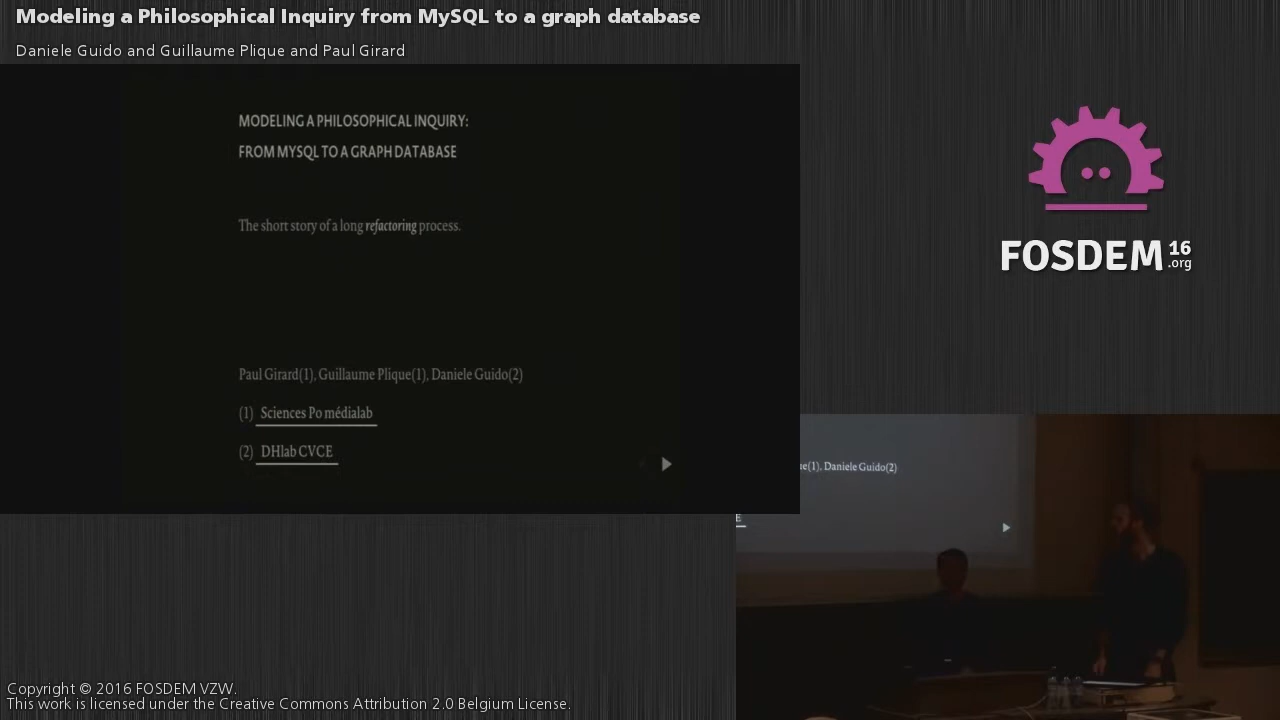 Modeling a Philosophical Inquiry from MySQL to a graph database
Daniele Guido and Guillaume Plique and Paul Girard
MODELING A PHILOSOPHICAL INQUIRY:
FROM MYSQL TO A GRAPH DATABASE
The short story of a long refactoring process.
Paul Girard(1), Guillaume Plique(1), Daniele Guido(2)
(1) Sciences Po médialab
(2) DHlab CVCE
FOSDEM 16
.org
ue(1), Daniele Guido(2)
E
Copyright © 2016 FOSDEM VZW.
This work is licensed under the Creative Commons Attribution 2.0 Belgium License.